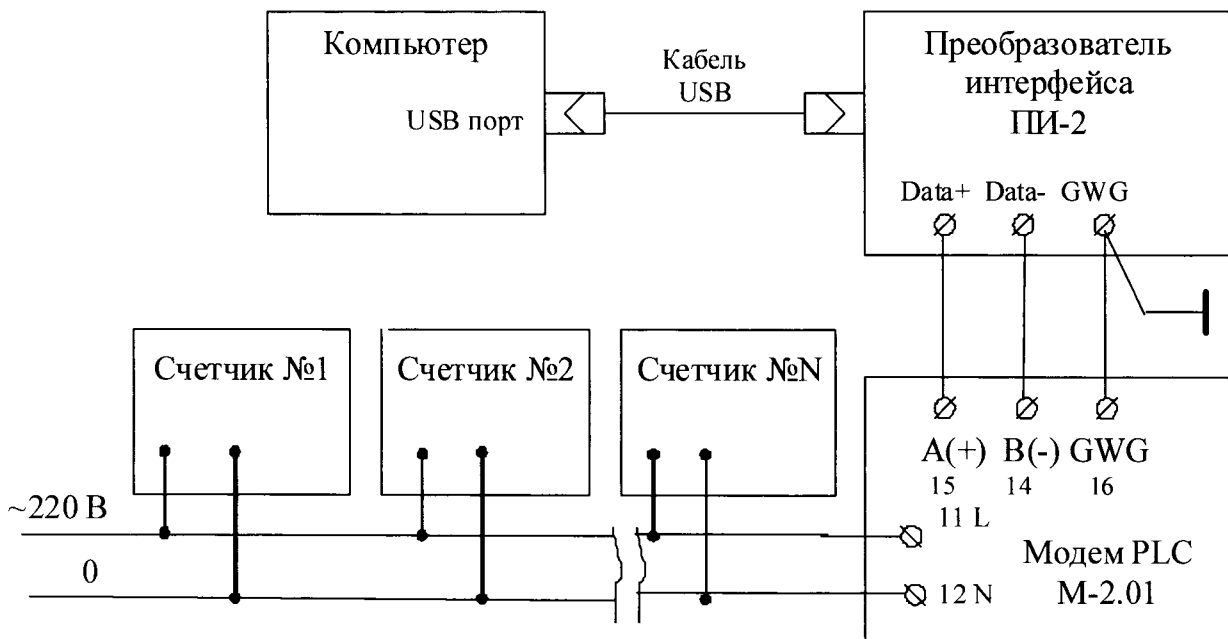 Компьютер
USB порт
Кабель
USB
Преобразователь
интерфейса
ПИ-2
Data+ Data- GWG
Счетчик №1
Счетчик №2
Счетчик №N
~220 В
0
A(+) B(-) GWG
15 14 16
11 L
Модем PLC
М-2.01
12 N